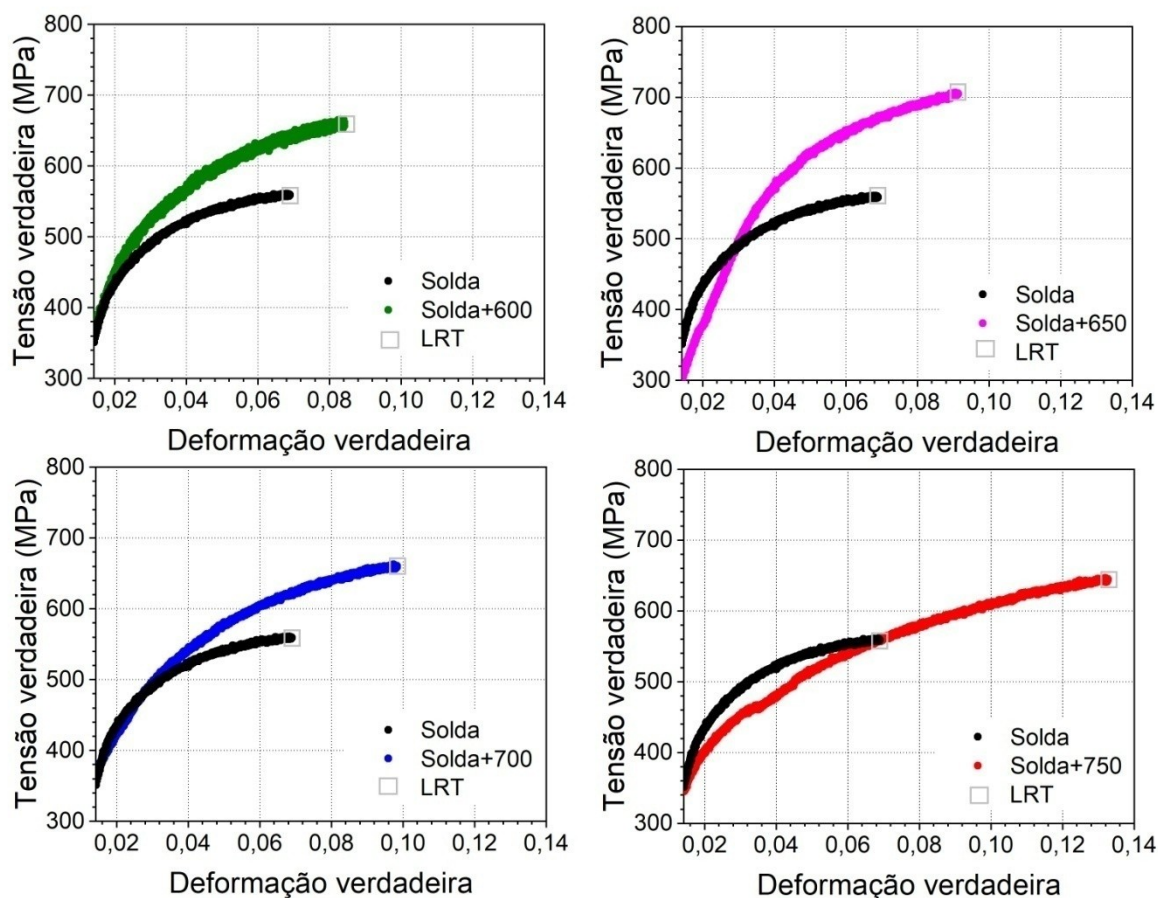 Tensão verdadeira (MPa)
800
700
600
500
400
300
Solda
Solda+600
LRT
0,02 0,04 0,06 0,08 0,10 0,12 0,14
Deformação verdadeira
Tensão verdadeira (MPa)
800
700
600
500
400
300
Solda
Solda+650
LRT
0,02 0,04 0,06 0,08 0,10 0,12 0,14
Deformação verdadeira
Tensão verdadeira (MPa)
800
700
600
500
400
300
Solda
Solda+700
LRT
0,02 0,04 0,06 0,08 0,10 0,12 0,14
Deformação verdadeira
Tensão verdadeira (MPa)
800
700
600
500
400
300
Solda
Solda+750
LRT
0,02 0,04 0,06 0,08 0,10 0,12 0,14
Deformação verdadeira